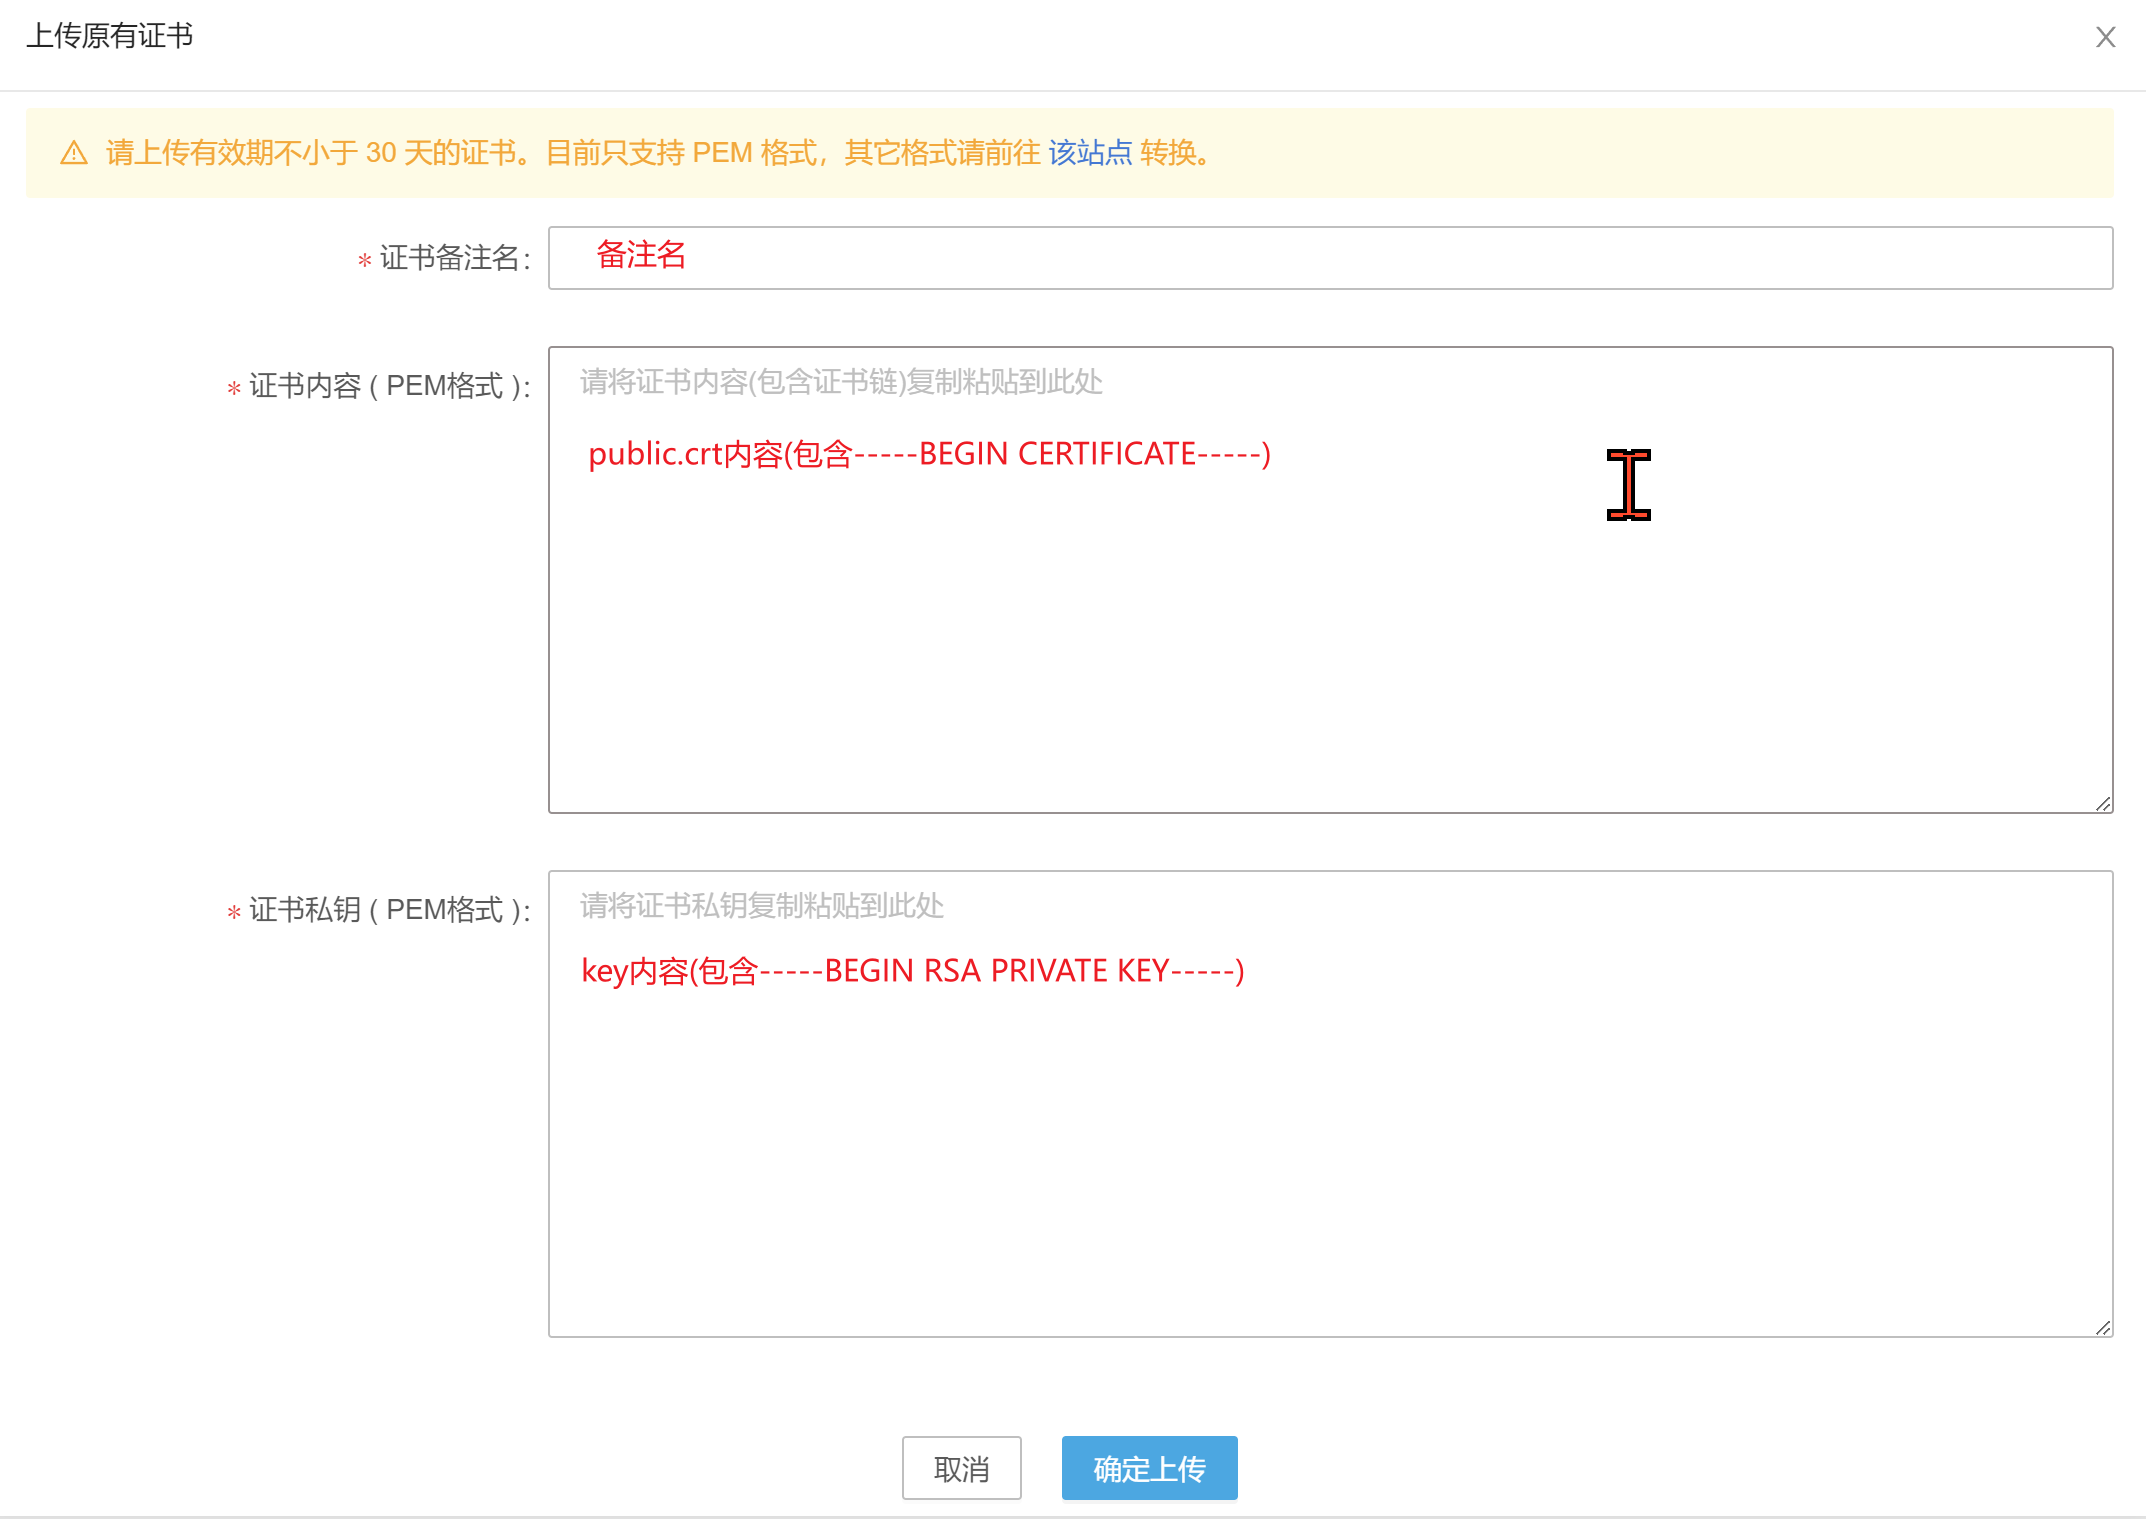 上传原有证书
请上传有效期不小于 30 天的证书。目前只支持 PEM 格式，其它格式请前往 该站点 转换。
* 证书备注名：
备注名
* 证书内容 ( PEM格式 )：
请将证书内容(包含证书链)复制粘贴到此处
public.crt内容(包含-----BEGIN CERTIFICATE-----)
* 证书私钥 ( PEM格式 )：
请将证书私钥复制粘贴到此处
key内容(包含-----BEGIN RSA PRIVATE KEY-----)
取消
确定上传